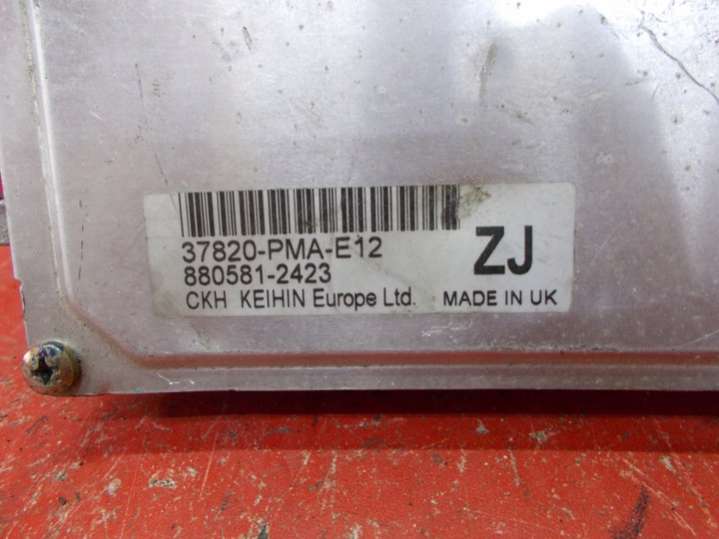 37820-PMA-E12
880581-2423
ZJ
CKH KEIHIN Europe Ltd. MADE IN UK